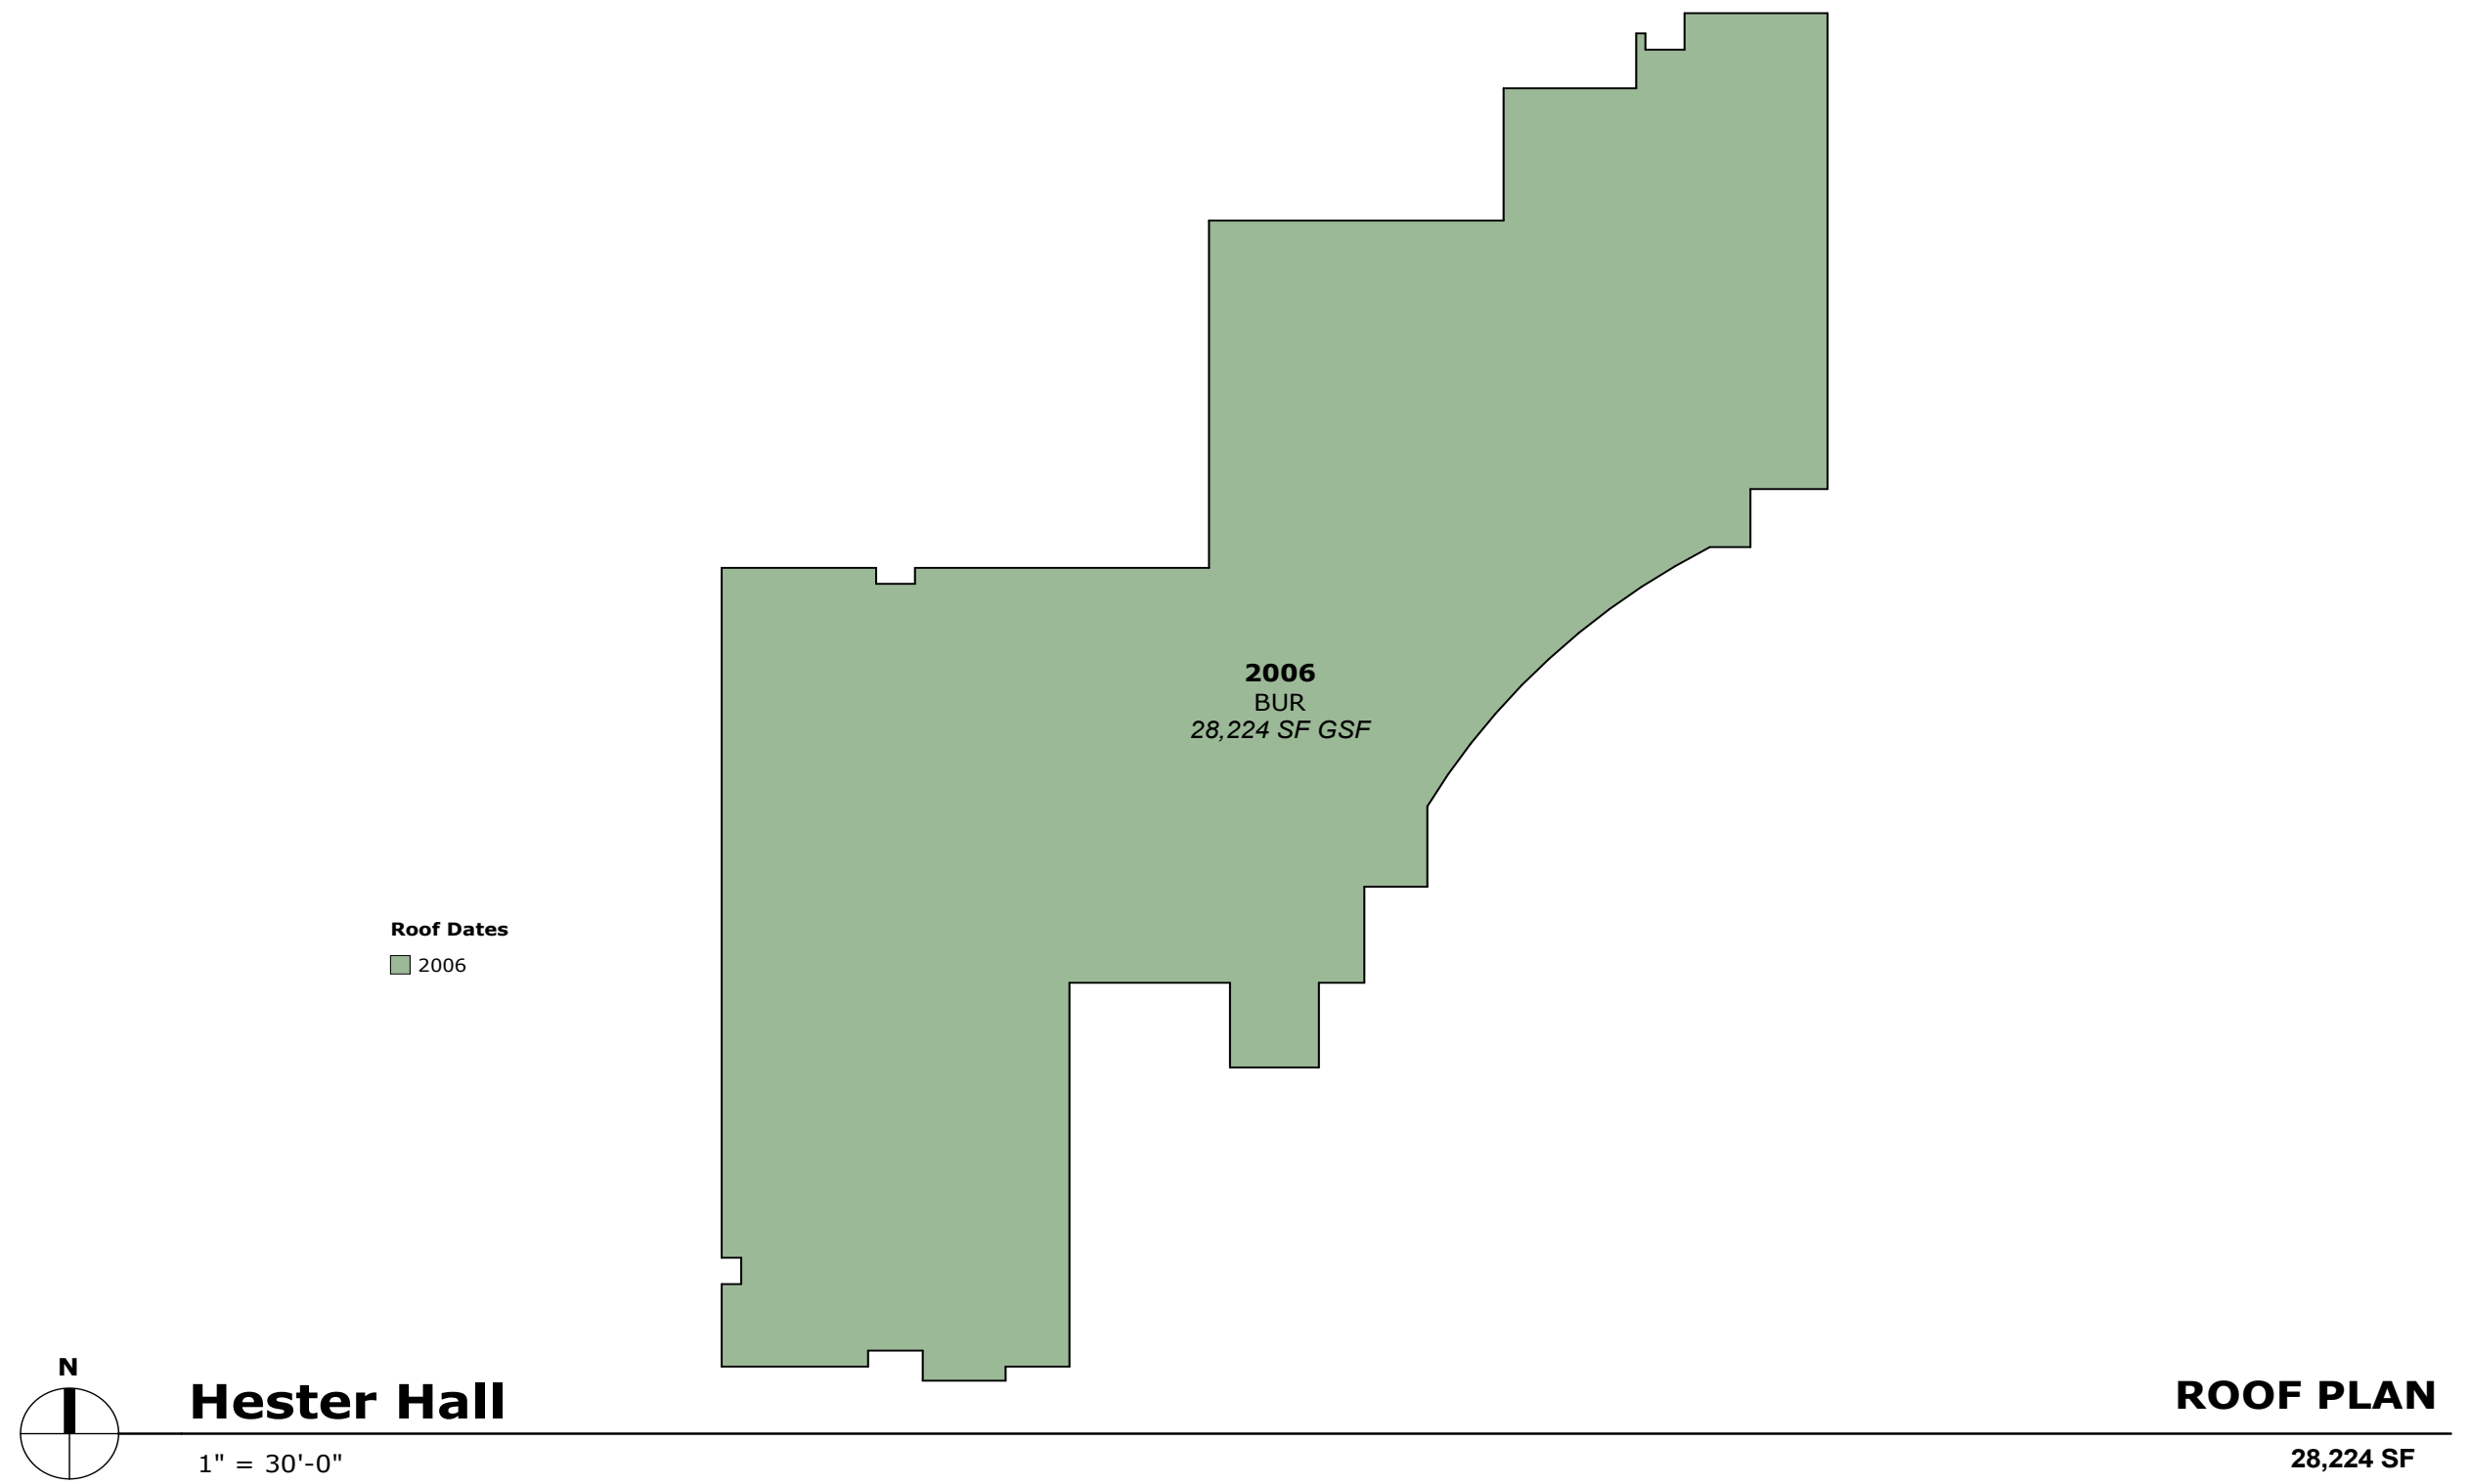 2006
BUR
28,224 SF GSF
Roof Dates
2006
N
Hester Hall
ROOF PLAN
1" = 30'-0"
28,224 SF